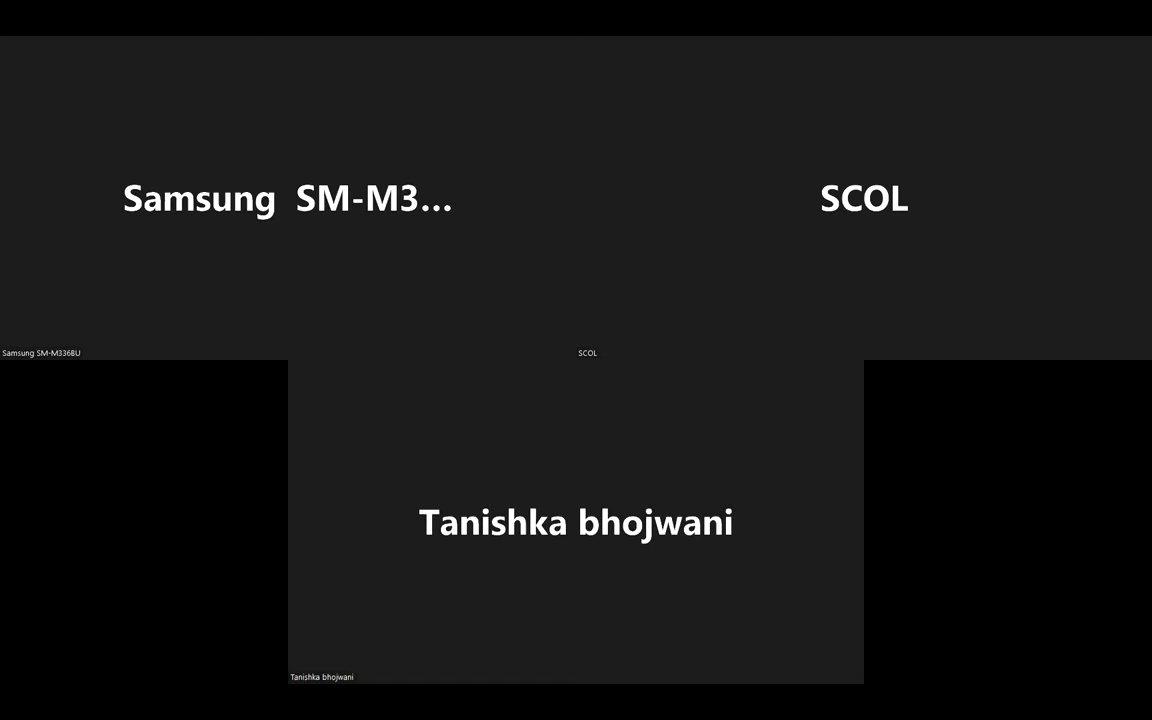 Samsung SM-M3...
SCOL
Samsung SM-M336BU
SCOL
Tanishka bhojwani
Tanishka bhojwani